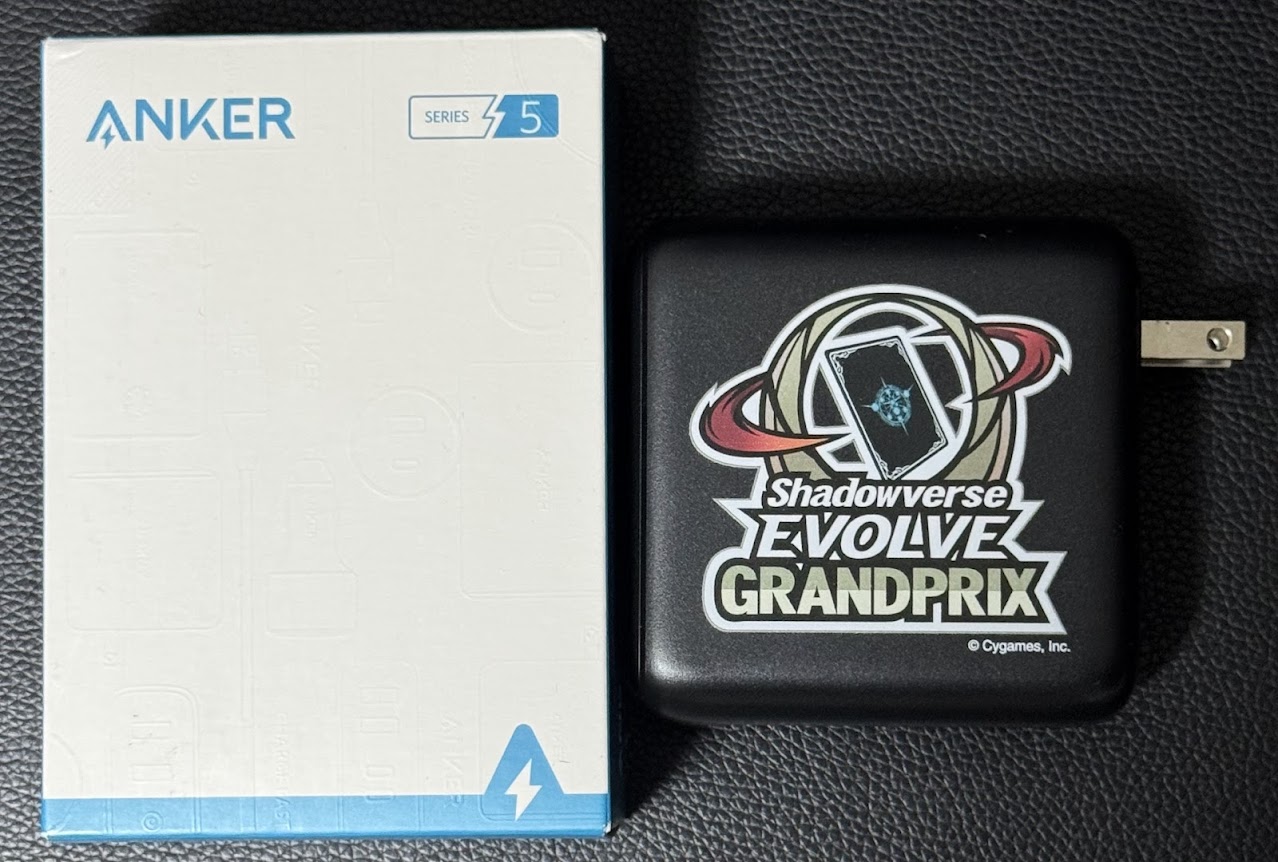 ANKER
SERIES 5
Shadowverse
EVOLVE
GRANDPRIX
© Cygames, Inc.